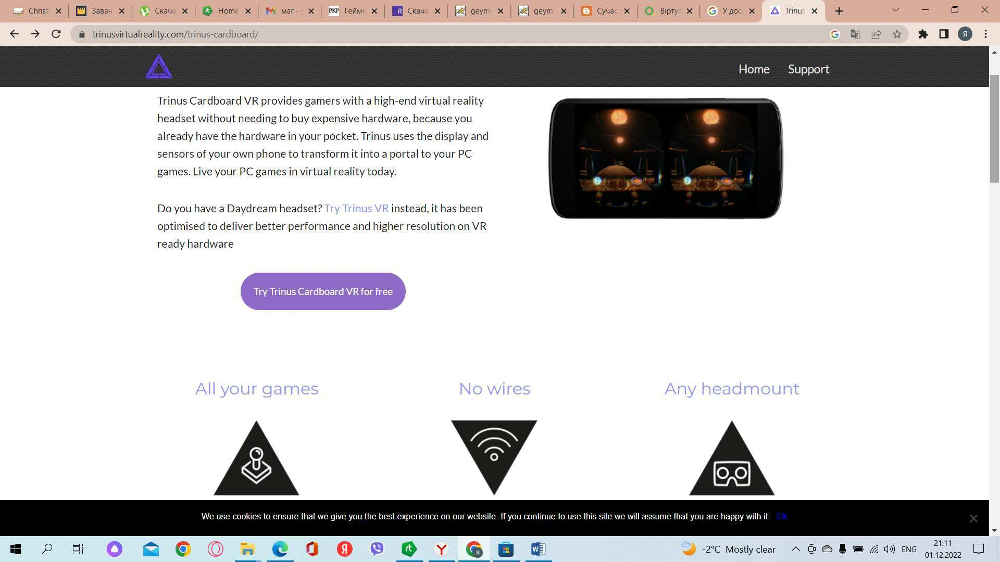 Christ
Заван
Скача
Home
маг -
PKP Гейміс
R Скача
geymi
geymi
Сучас
Віртуа
У дос
Trinus
trinusvirtualreality.com/trinus-cardboard/
Я
Home Support
Trinus Cardboard VR provides gamers with a high-end virtual reality
headset without needing to buy expensive hardware, because you
already have the hardware in your pocket. Trinus uses the display and
sensors of your own phone to transform it into a portal to your PC
games. Live your PC games in virtual reality today.
Do you have a Daydream headset? Try Trinus VR instead, it has been
optimised to deliver better performance and higher resolution on VR
ready hardware
Try Trinus Cardboard VR for free
All your games No wires Any headmount
We use cookies to ensure that we give you the best experience on our website. If you continue to use this site we will assume that you are happy with it. Ok
-2°C Mostly clear
ENG
21:11
01.12.2022